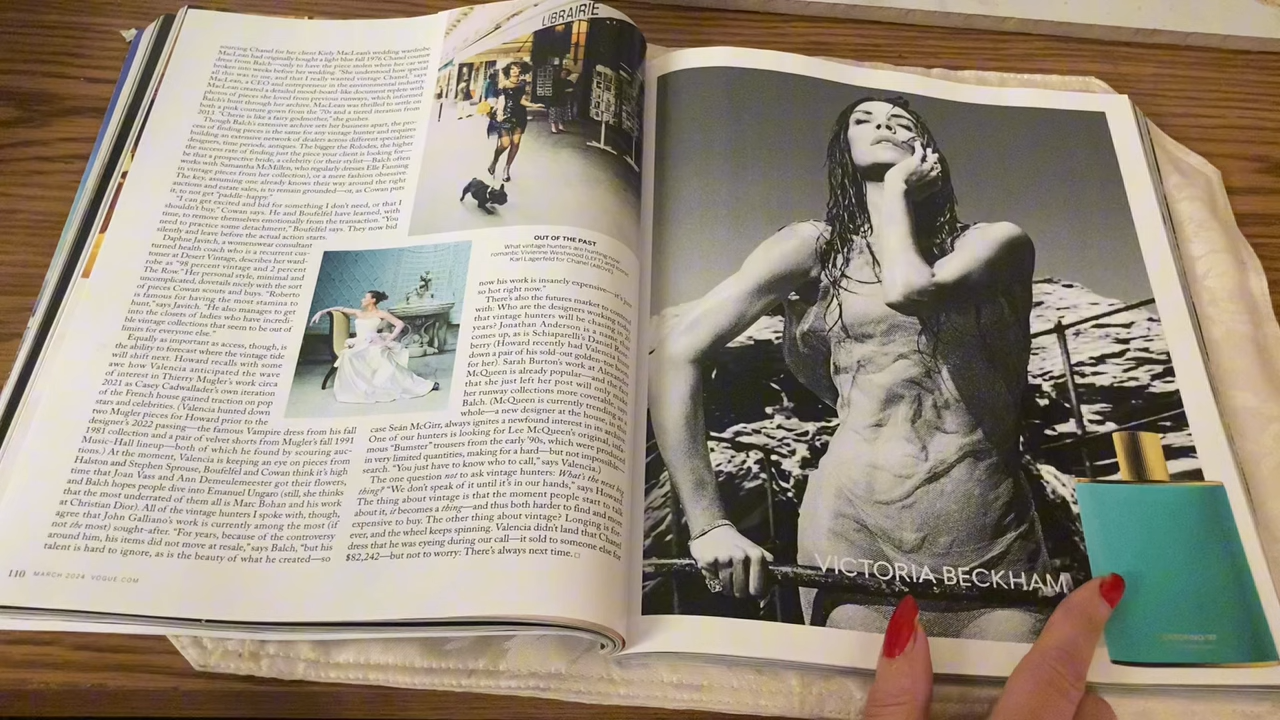 sourcing Chanel for her client Kiely MacLean's wedding wardrobe.
MacLean had originally bought a light blue fall 1976 Chanel couture
dress from Balch—only to have the piece stolen when her car was
broken into weeks before her wedding. "She understood how special
all this was to me, and that I really wanted vintage Chanel," says
MacLean, a CEO and entrepreneur in the environmental industry.
MacLean created a detailed mood-board-like document replete with
photos of pieces she loved from previous runways, which informed
Balch's hunt through her archive. MacLean was thrilled to settle on
both a pink couture gown from the '70s and a tiered iteration from
2013. "Cherie is like a fairy godmother," she gushes.
Though Balch's extensive archive sets her business apart, the pro-
cess of finding pieces is the same for any vintage hunter and requires
building an extensive network of dealers across different specialties:
designers, time periods, antiques. The bigger the Rolodex, the higher
the success rate of finding just the piece your client is looking for—
be that a prospective bride, a celebrity (or their stylist—Balch often
works with Samantha McMillen, who regularly dresses Elle Fanning
in vintage pieces from her collection), or a mere fashion obsessive.
The key, assuming one already knows their way around the right
auctions and estate sales, is to remain grounded—or, as Cowan puts
it, to not get "paddle-happy."
"I can get excited and bid for something I don't need, or that I
shouldn't buy," Cowan says. He and Boufelfel have learned, with
time, to remove themselves emotionally from the transaction. "You
need to practice some detachment," Boufelfel says. They now bid
silently and leave before the actual action starts.
Daphne Javitch, a womenswear consultant
turned health coach who is a recurrent cus-
tomer at Desert Vintage, describes her ward-
robe as "98 percent vintage and 2 percent
The Row." Her personal style, minimal and
uncomplicated, dovetails nicely with the sort
of pieces Cowan scouts and buys. "Roberto
is famous for having the most stamina to
hunt," says Javitch. "He also manages to get
into the closets of ladies who have incredi-
ble vintage collections that seem to be out of
limits for everyone else."
Equally as important as access, though, is
the ability to forecast where the vintage tide
will shift next. Howard recalls with some
awe how Valencia anticipated the wave
of interest in Thierry Mugler's work circa
2021 as Casey Cadwallader's own iteration
of the French house gained traction on pop
stars and celebrities. (Valencia hunted down
two Mugler pieces for Howard prior to the
designer's 2022 passing—the famous Vampire dress from his fall
1981 collection and a pair of velvet shorts from Mugler's fall 1991
Music-Hall lineup—both of which he found by scouring auc-
tions.) At the moment, Valencia is keeping an eye on pieces from
Halston and Stephen Sprouse, Boufelfel and Cowan think it's high
time that Joan Vass and Ann Demeulemeester got their flowers,
and Balch hopes people dive into Emanuel Ungaro (still, she thinks
that the most underrated of them all is Marc Bohan and his work
at Christian Dior). All of the vintage hunters I spoke with, though,
agree that John Galliano's work is currently among the most (if
not the most) sought-after. "For years, because of the controversy
around him, his items did not move at resale," says Balch, "but his
talent is hard to ignore, as is the beauty of what he created—so
110 MARCH 2024 VOGUE.COM
LIBRAIRIE
OUT OF THE PAST
What vintage hunters are hunting now:
romantic Vivienne Westwood (LEFT) and
Karl Lagerfeld for Chanel (ABOVE).
now his work is insanely expensive—it's just
so hot right now."
There's also the futures market to contend
with: Who are the designers working today
that vintage hunters will be chasing in
years? Jonathan Anderson is a name that
comes up, as is Schiaparelli's Daniel Rose-
berry (Howard recently had Valencia hunt
down a pair of his sold-out golden-toe boots
for her). Sarah Burton's work at Alexander
McQueen is already popular—and the fact
that she just left her post will only make
her runway collections more covetable, says
Balch. (McQueen is currently trending as a
whole—a new designer at the house, in this
case Seán McGirr, always ignites a newfound interest in its archive.
One of our hunters is looking for Lee McQueen's original, infa-
mous "Bumster" trousers from the early '90s, which were produced
in very limited quantities, making for a hard—but not impossible—
search. "You just have to know who to call," says Valencia.)
The one question not to ask vintage hunters: What's the next big
thing? "We don't speak of it until it's in our hands," says Howard.
The thing about vintage is that the moment people start to talk
about it, it becomes a thing—and thus both harder to find and more
expensive to buy. The other thing about vintage? Longing is for-
ever, and the wheel keeps spinning. Valencia didn't land that Chanel
dress that he was eyeing during our call—it sold to someone else for
$82,242—but not to worry: There's always next time. □
VICTORIA BECKHAM